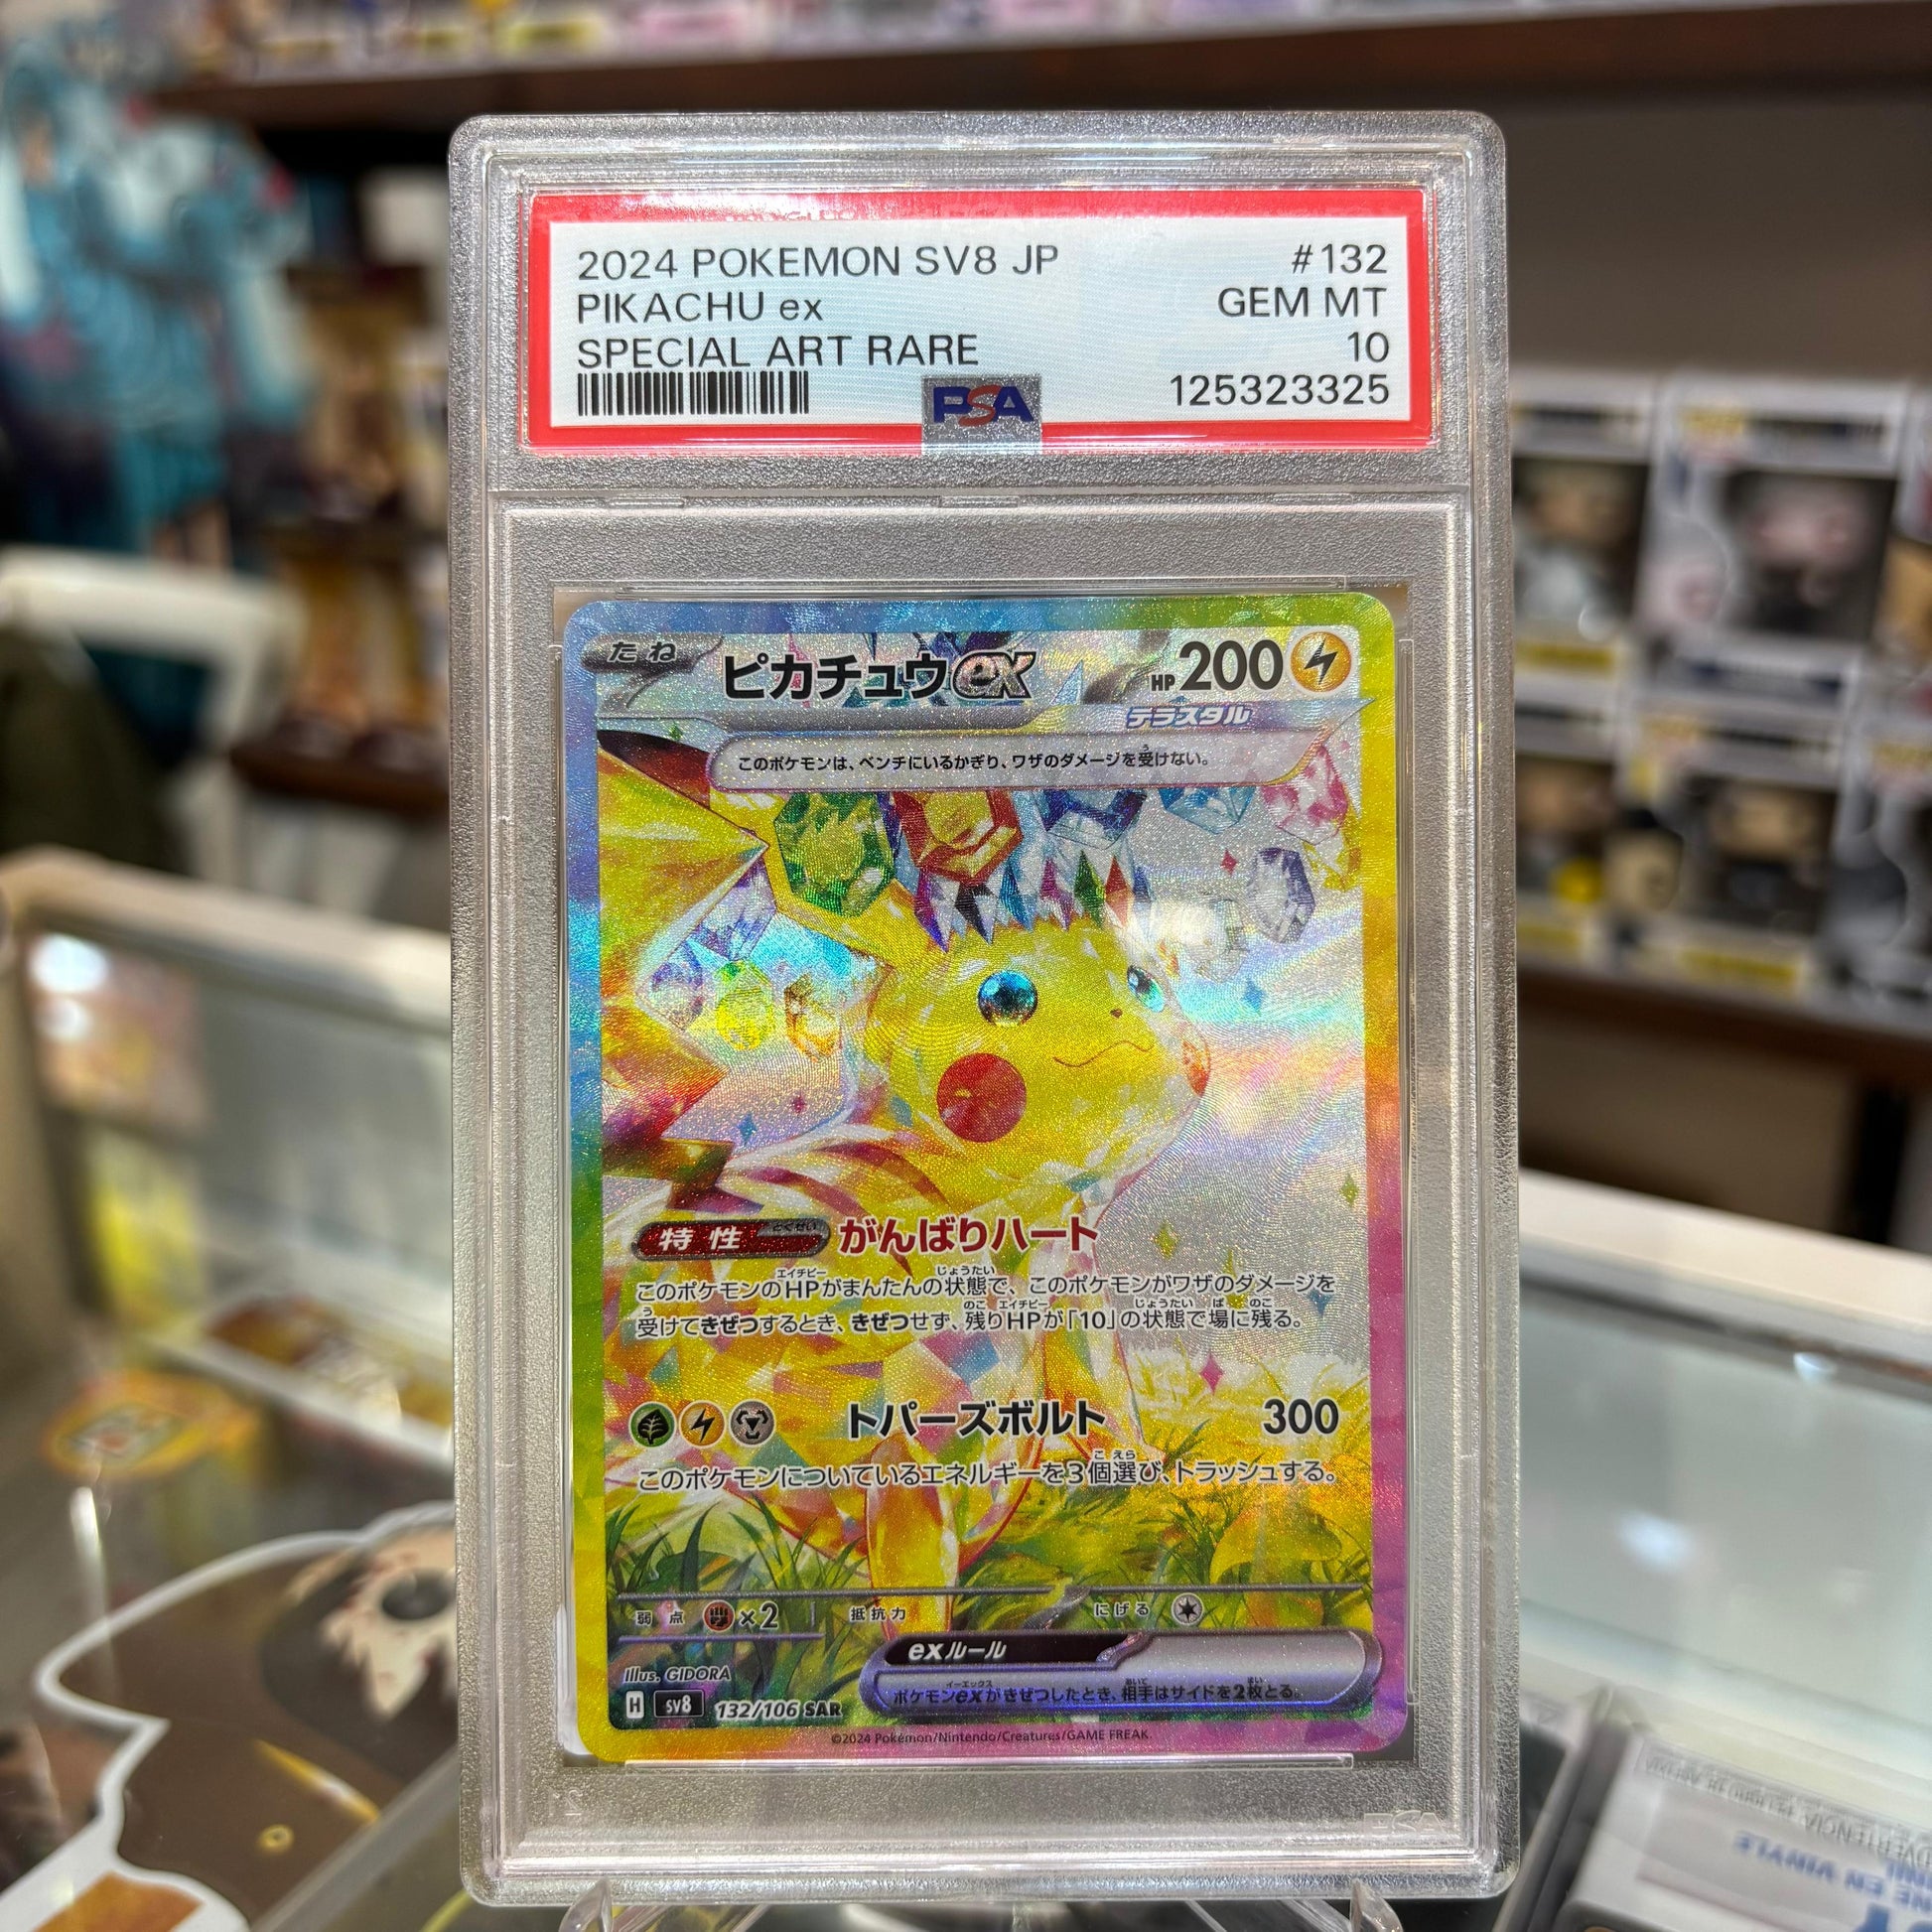 2024 POKEMON SV8 JP #132
PIKACHU ex GEM MT
SPECIAL ART RARE 10
PSA 125323325
たね ピカチュウex HP200
テラスタル
このポケモンは、ベンチにいるかぎり、ワザのダメージを受けない。
特性 とくせい がんばりハート
このポケモンのHPがまんたんの状態で、このポケモンがワザのダメージを
受けてきぜつするとき、きぜつせず、残りHPが「10」の状態で場に残る。
トパーズボルト 300
このポケモンについているエネルギーを3個選び、トラッシュする。
弱点 ×2 抵抗力 にげる
exルール
ポケモンexがきぜつしたとき、相手はサイドを2枚とる。
Illus. GIDORA
H SV8 132/106 SAR
©2024 Pokémon/Nintendo/Creatures/GAME FREAK.